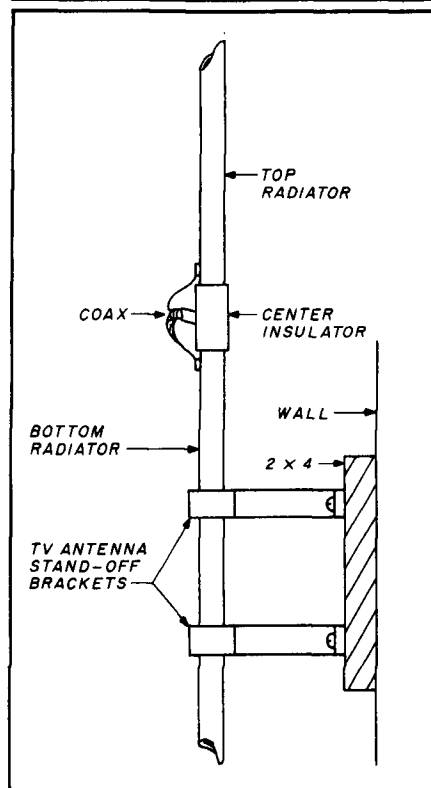 TOP
RADIATOR
COAX
CENTER
INSULATOR
WALL
BOTTOM
RADIATOR
2 × 4
TV ANTENNA
STAND-OFF
BRACKETS